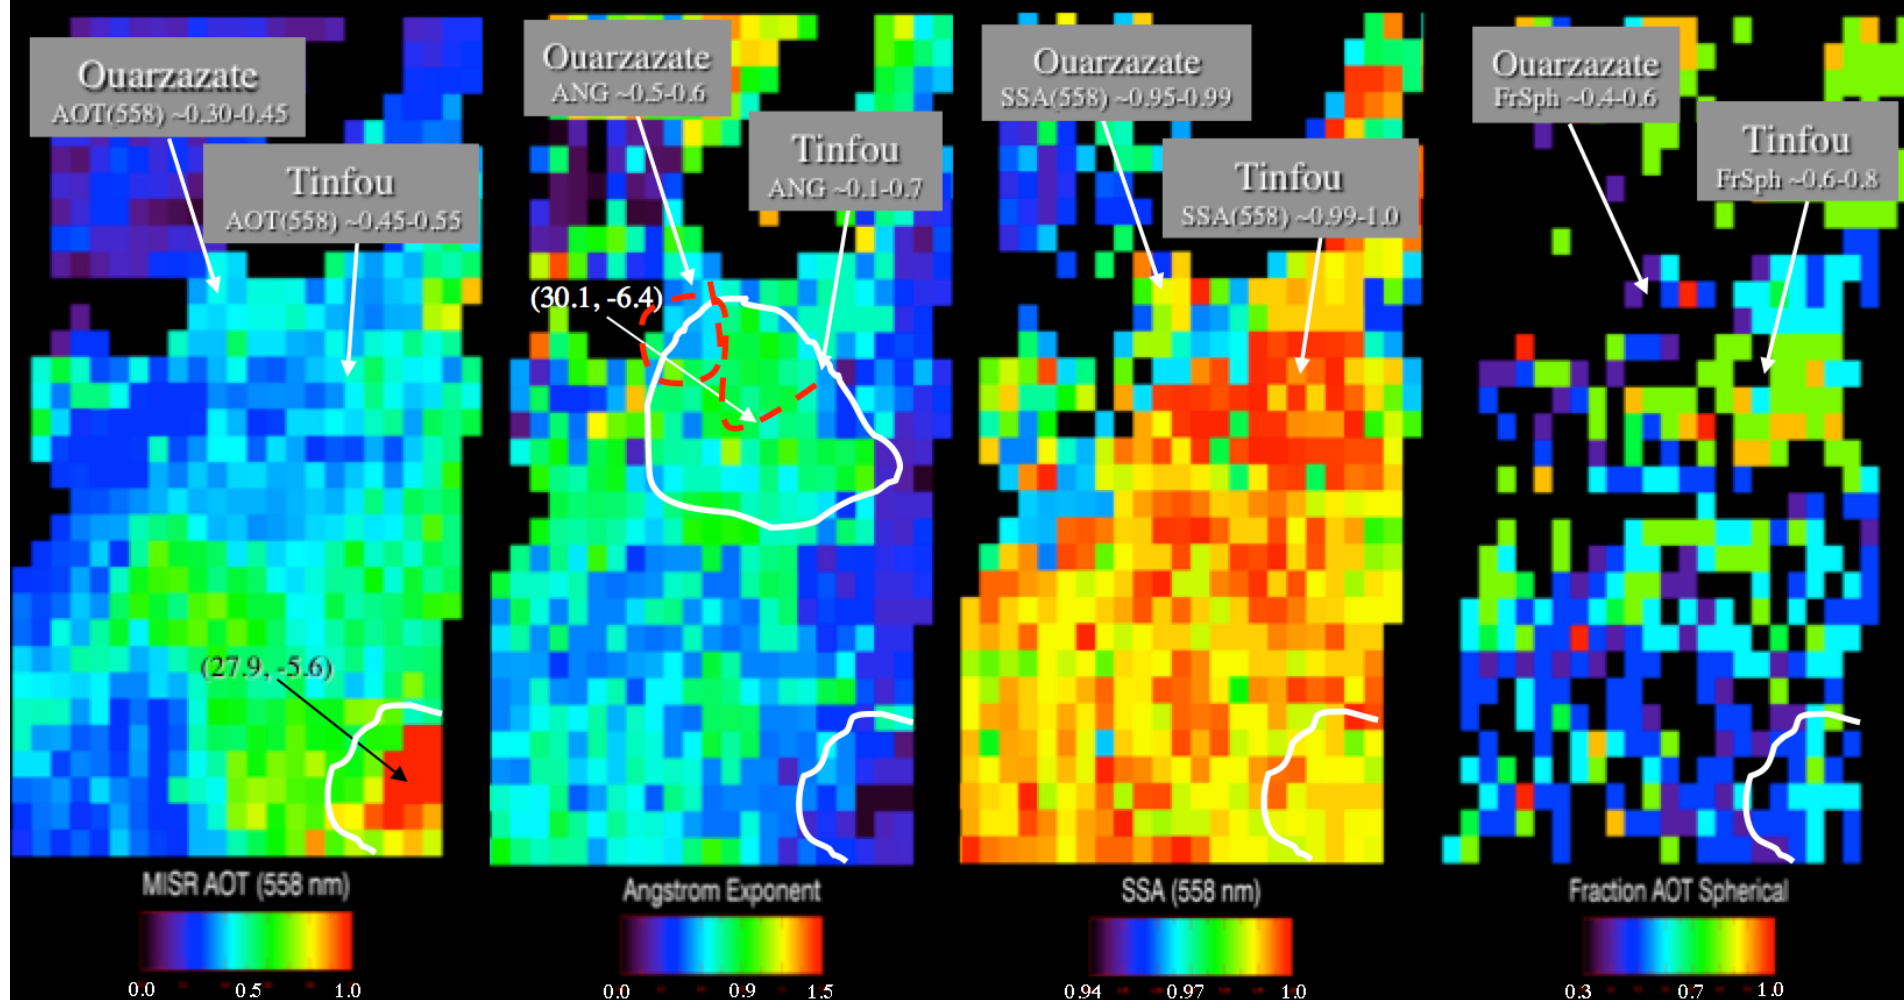 Ouarzazate
AOT(558) ~0.30-0.45
Tinfou
AOT(558) ~0.45-0.55
(27.9, -5.6)
MISR AOT (558 nm)
0.0 0.5 1.0
Ouarzazate
ANG ~0.5-0.6
Tinfou
ANG ~0.1-0.7
(30.1, -6.4)
Angstrom Exponent
0.0 0.9 1.5
Ouarzazate
SSA(558) ~0.95-0.99
Tinfou
SSA(558) ~0.99-1.0
SSA (558 nm)
0.94 0.97 1.0
Ouarzazate
FrSph ~0.4-0.6
Tinfou
FrSph ~0.6-0.8
Fraction AOT Spherical
0.3 0.7 1.0